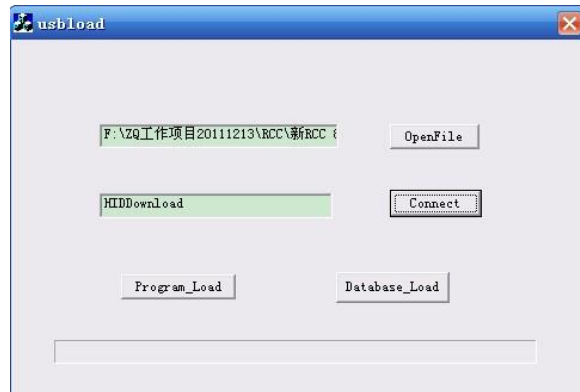 usbload
F:\ZQ工作项目20111213\RCC\新RCC
OpenFile
HIDDownload
Connect
Program_Load
Database_Load